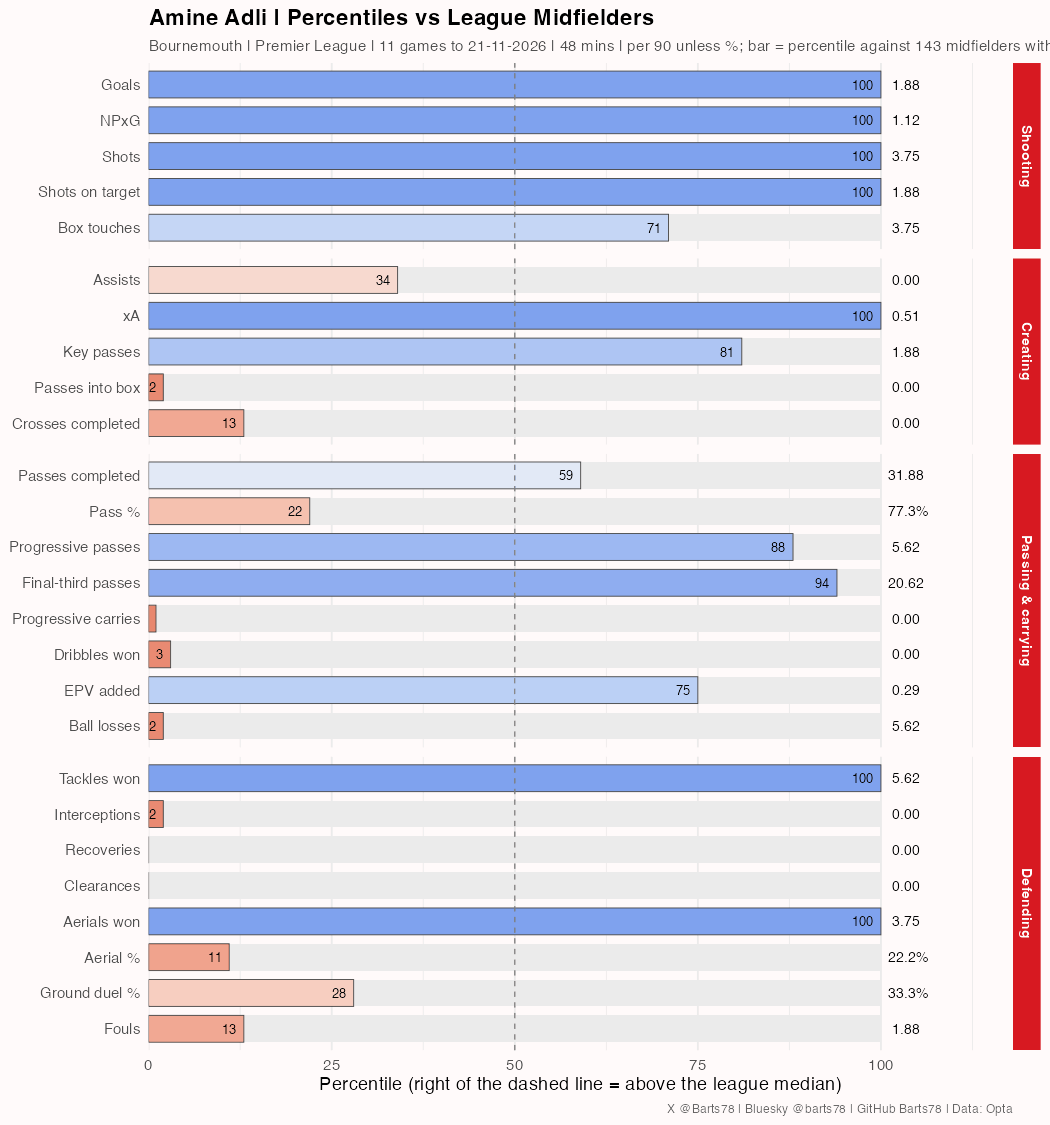 Amine Adli | Percentiles vs League Midfielders
Bournemouth | Premier League | 11 games to 21-11-2026 | 48 mins | per 90 unless %; bar = percentile against 143 midfielders with
Shooting
Goals 100 1.88
NPxG 100 1.12
Shots 100 3.75
Shots on target 100 1.88
Box touches 71 3.75
Creating
Assists 34 0.00
xA 100 0.51
Key passes 81 1.88
Passes into box 2 0.00
Crosses completed 13 0.00
Passing & carrying
Passes completed 59 31.88
Pass % 22 77.3%
Progressive passes 88 5.62
Final-third passes 94 20.62
Progressive carries 0.00
Dribbles won 3 0.00
EPV added 75 0.29
Ball losses 2 5.62
Defending
Tackles won 100 5.62
Interceptions 2 0.00
Recoveries 0.00
Clearances 0.00
Aerials won 100 3.75
Aerial % 11 22.2%
Ground duel % 28 33.3%
Fouls 13 1.88
0 25 50 75 100
Percentile (right of the dashed line = above the league median)
X @Barts78 | Bluesky @barts78 | GitHub Barts78 | Data: Opta